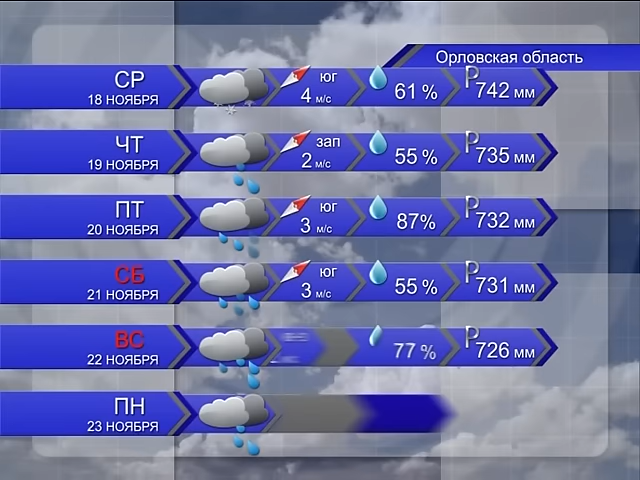 Орловская область
СР
18 НОЯБРЯ
юг
4 м/с
61 %
Р 742 мм
ЧТ
19 НОЯБРЯ
зап
2 м/с
55 %
Р 735 мм
ПТ
20 НОЯБРЯ
юг
3 м/с
87%
Р 732 мм
СБ
21 НОЯБРЯ
юг
3 м/с
55 %
Р 731 мм
ВС
22 НОЯБРЯ
77 %
Р 726 мм
ПН
23 НОЯБРЯ